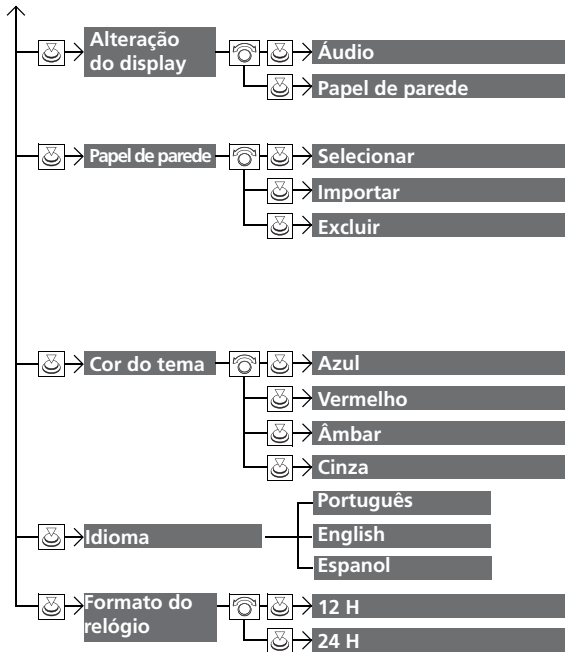 Alteração
do display
Áudio
Papel de parede
Papel de parede
Selecionar
Importar
Excluir
Cor do tema
Azul
Vermelho
Âmbar
Cinza
Idioma
Português
English
Espanol
Formato do
relógio
12 H
24 H